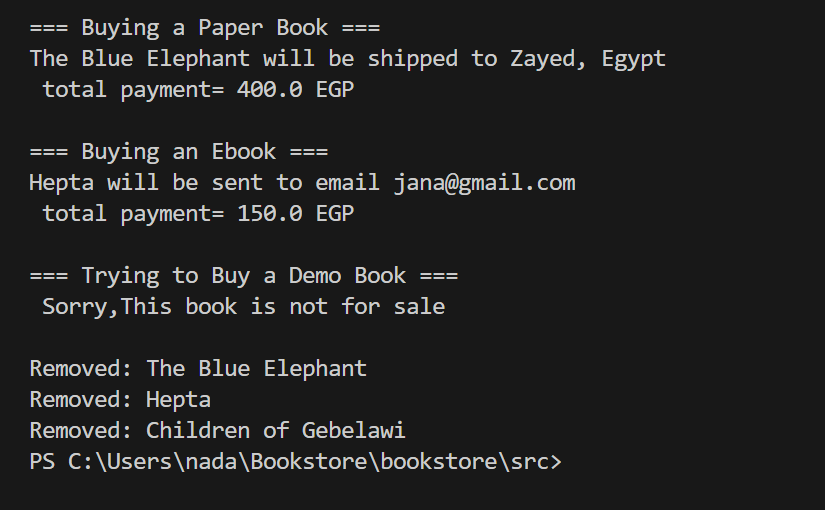 === Buying a Paper Book ===
The Blue Elephant will be shipped to Zayed, Egypt
 total payment= 400.0 EGP

=== Buying an Ebook ===
Hepta will be sent to email jana@gmail.com
 total payment= 150.0 EGP

=== Trying to Buy a Demo Book ===
 Sorry,This book is not for sale

Removed: The Blue Elephant
Removed: Hepta
Removed: Children of Gebelawi
PS C:\Users\nada\Bookstore\bookstore\src>